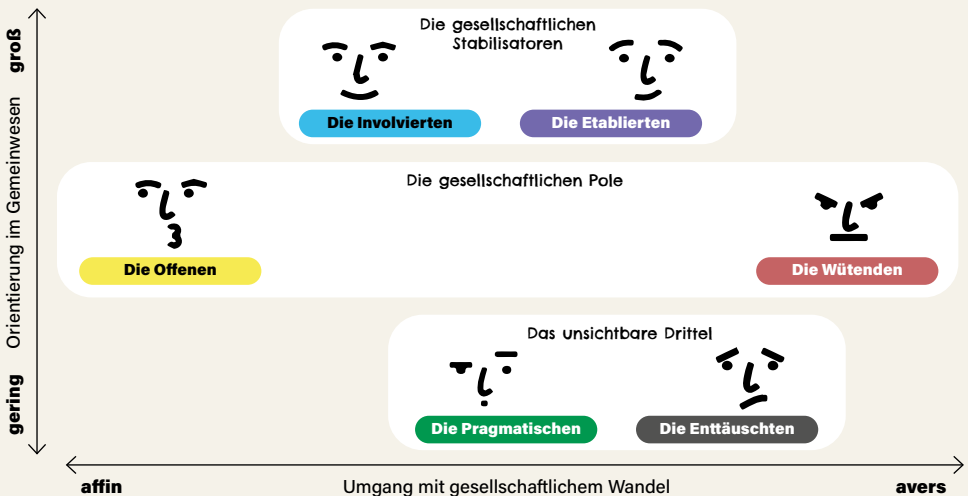 Die gesellschaftlichen
Stabilisatoren
Die Involvierten
Die Etablierten
Die gesellschaftlichen Pole
Die Offenen
Die Wütenden
Das unsichtbare Drittel
Die Pragmatischen
Die Enttäuschten
groß
Orientierung im Gemeinwesen
gering
affin
Umgang mit gesellschaftlichem Wandel
avers